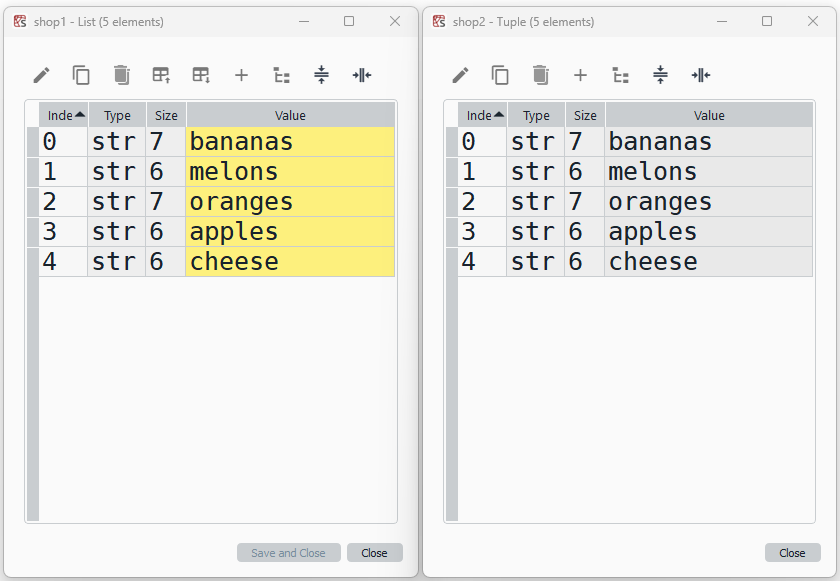 shop1 - List (5 elements)
Inde Type Size Value
0 str 7 bananas
1 str 6 melons
2 str 7 oranges
3 str 6 apples
4 str 6 cheese
Save and Close Close
shop2 - Tuple (5 elements)
Inde Type Size Value
0 str 7 bananas
1 str 6 melons
2 str 7 oranges
3 str 6 apples
4 str 6 cheese
Close